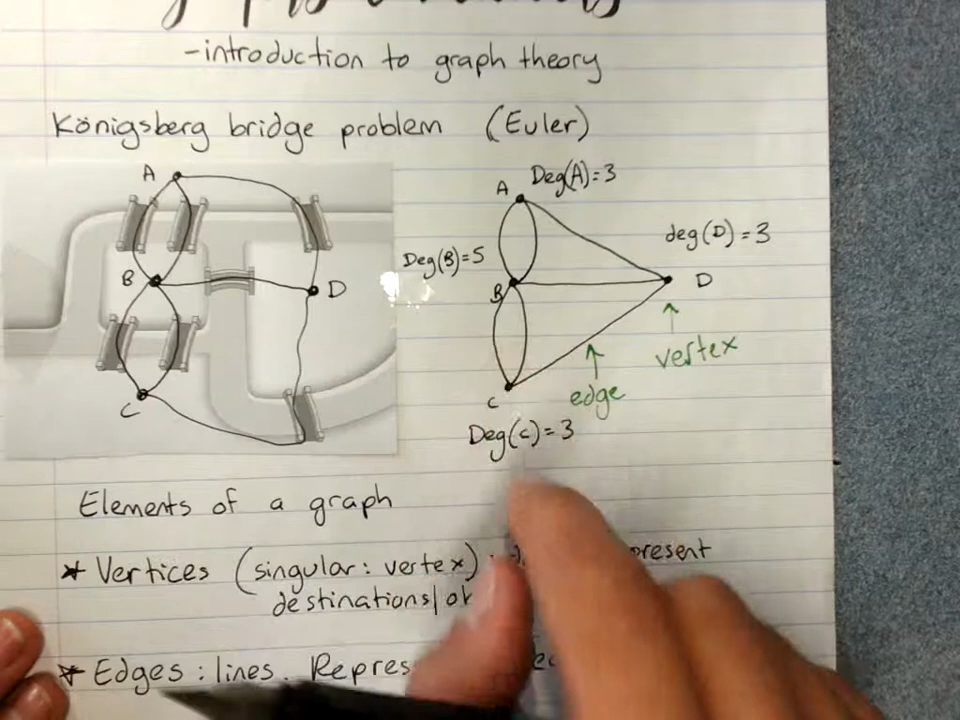 -introduction to graph theory
Königsberg bridge problem (Euler)
A
B
D
C
A Deg(A)=3
deg(D)=3
Deg(B)=5
B
D
vertex
edge
C
Deg(C)=3
Elements of a graph
* Vertices (singular: vertex):
destinations/
* Edges: lines.